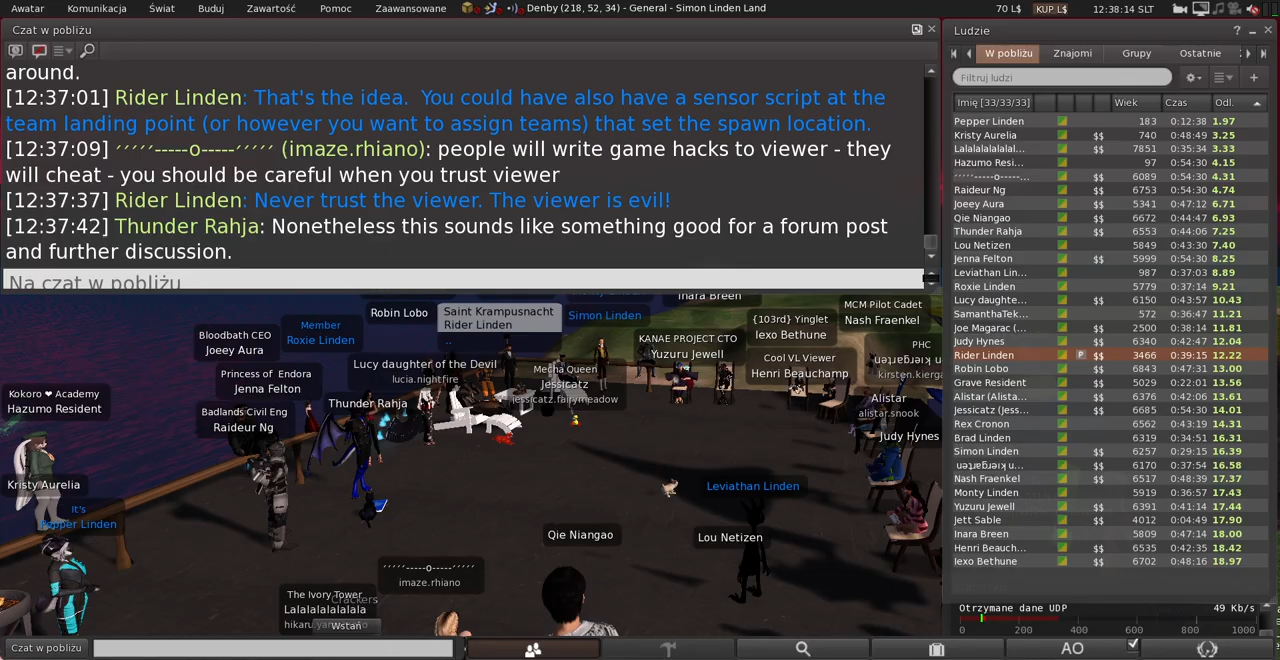 Awatar Komunikacja Świat Buduj Zawartość Pomoc Zaawansowane Denby (218, 52, 34) - General - Simon Linden Land 70 L$ KUP L$ 12:38:14 SLT
Czat w pobliżu
around.
[12:37:01] Rider Linden: That's the idea.  You could have also have a sensor script at the
team landing point (or however you want to assign teams) that set the spawn location.
[12:37:09] ׳׳׳׳׳-----o-----׳׳׳׳׳ (imaze.rhiano): people will write game hacks to viewer - they
will cheat - you should be careful when you trust viewer
[12:37:37] Rider Linden: Never trust the viewer. The viewer is evil!
[12:37:42] Thunder Rahja: Nonetheless this sounds like something good for a forum post
and further discussion.
Na czat w pobliżu
Inara Breen
Robin Lobo
Saint Krampusnacht
Rider Linden
..
Simon Linden
MCM Pilot Cadet
Nash Fraenkel
Member
Roxie Linden
{103rd} Yinglet
Iexo Bethune
Bloodbath CEO
Joeey Aura
KANAE PROJECT CTO
Yuzuru Jewell
PHC
Cool VL Viewer
Henri Beauchamp
Lucy daughter of the Devil
lucia.nightfire
Mecha Queen
Jessicatz
jessicatz.fairymeadow
Princess of  Endora
Jenna Felton
Kokoro ❤ Academy
Hazumo Resident
Thunder Rahja
Alistar
alistar.snook
Badlands Civil Eng
Raideur Ng
Judy Hynes
Kristy Aurelia
Leviathan Linden
It's
Pepper Linden
Qie Niangao
Lou Netizen
׳׳׳׳׳-----o-----׳׳׳׳׳
imaze.rhiano
The Ivory Tower
Crackers
Lalalalalalalala
Wstań
Czat w pobliżu
AO
Ludzie
W pobliżu Znajomi Grupy Ostatnie
Filtruj ludzi
Imię [33/33/33] Wiek Czas Odl.
Pepper Linden 183 0:12:38 1.97
Kristy Aurelia $$ 740 0:48:49 3.25
Lalalalalalal... $$ 7851 0:35:34 3.33
Hazumo Resi... 97 0:54:30 4.15
׳׳׳׳׳-----o----... $$ 6089 0:54:30 4.31
Raideur Ng $$ 6753 0:54:30 4.74
Joeey Aura $$ 5341 0:47:12 6.71
Qie Niangao $$ 6672 0:44:47 6.93
Thunder Rahja $$ 6553 0:44:06 7.25
Lou Netizen 5849 0:43:30 7.40
Jenna Felton $$ 5999 0:54:30 8.25
Leviathan Lin... 987 0:37:03 8.89
Roxie Linden 5779 0:37:14 9.21
Lucy daughte... $$ 6150 0:43:57 10.43
SamanthaTek... 572 0:36:47 11.21
Joe Magarac (... $$ 2500 0:38:14 11.81
Judy Hynes $$ 6340 0:42:47 12.04
Rider Linden P $$ 3466 0:39:15 12.22
Robin Lobo $$ 6843 0:47:31 13.00
Grave Resident $$ 5029 0:22:01 13.56
Alistar (Alista... $$ 6376 0:42:06 13.61
Jessicatz (Jess... $$ 6685 0:54:30 14.01
Rex Cronon 6562 0:43:19 14.31
Brad Linden 6319 0:34:51 16.31
Simon Linden $$ 6257 0:29:15 16.39
$$ 6170 0:37:54 16.58
Nash Fraenkel $$ 6517 0:48:39 17.37
Monty Linden 5919 0:36:57 17.43
Yuzuru Jewell $$ 6391 0:41:14 17.44
Jett Sable $$ 4012 0:04:49 17.90
Inara Breen 5809 0:47:14 18.00
Henri Beauch... $$ 6535 0:42:35 18.42
Iexo Bethune $$ 6702 0:48:16 18.97
Otrzymane dane UDP 49 Kb/s
0 200 400 600 800 1000